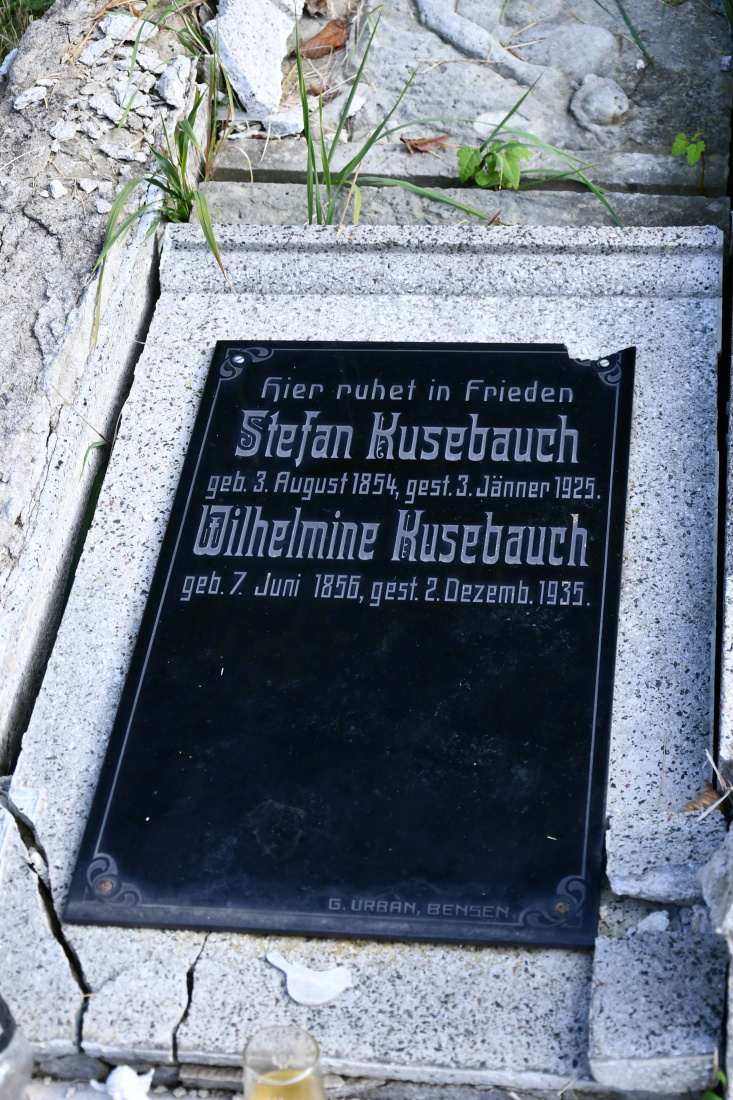 Hier ruhet in Frieden
Stefan Kusebauch
geb. 3. August 1854, gest. 3. Jänner 1925.
Wilhelmine Kusebauch
geb. 7. Juni 1856, gest. 2. Dezemb. 1935.
G. URBAN, BENSEN.